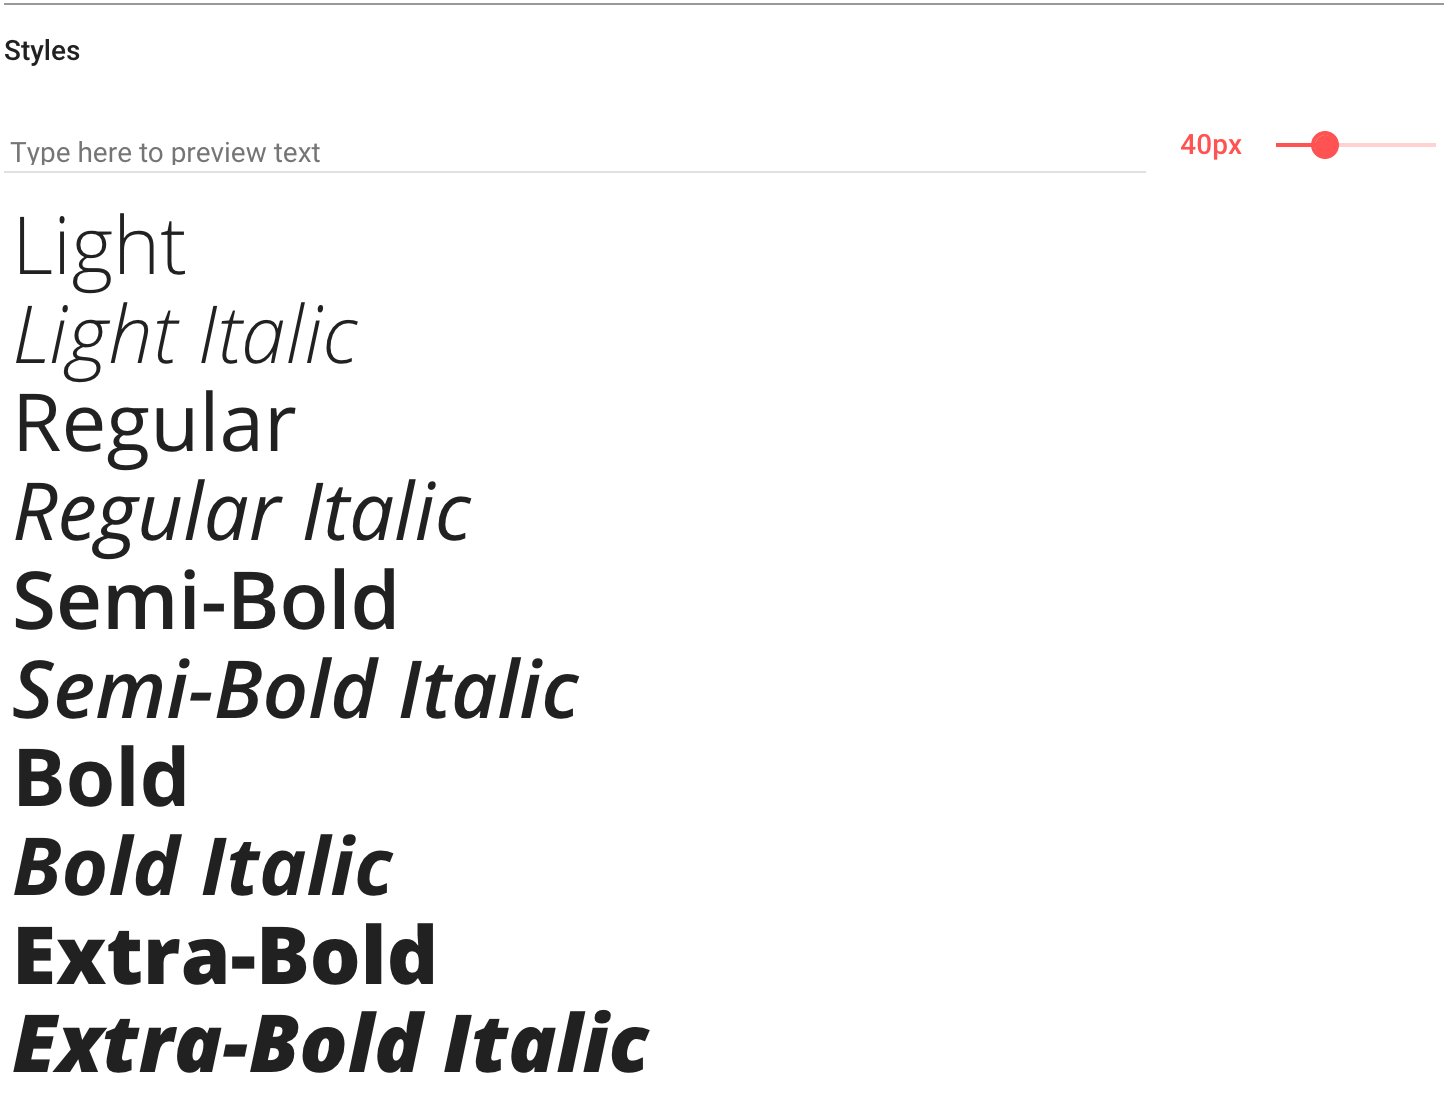 Styles
Type here to preview text
40px
Light
Light Italic
Regular
Regular Italic
Semi-Bold
Semi-Bold Italic
Bold
Bold Italic
Extra-Bold
Extra-Bold Italic